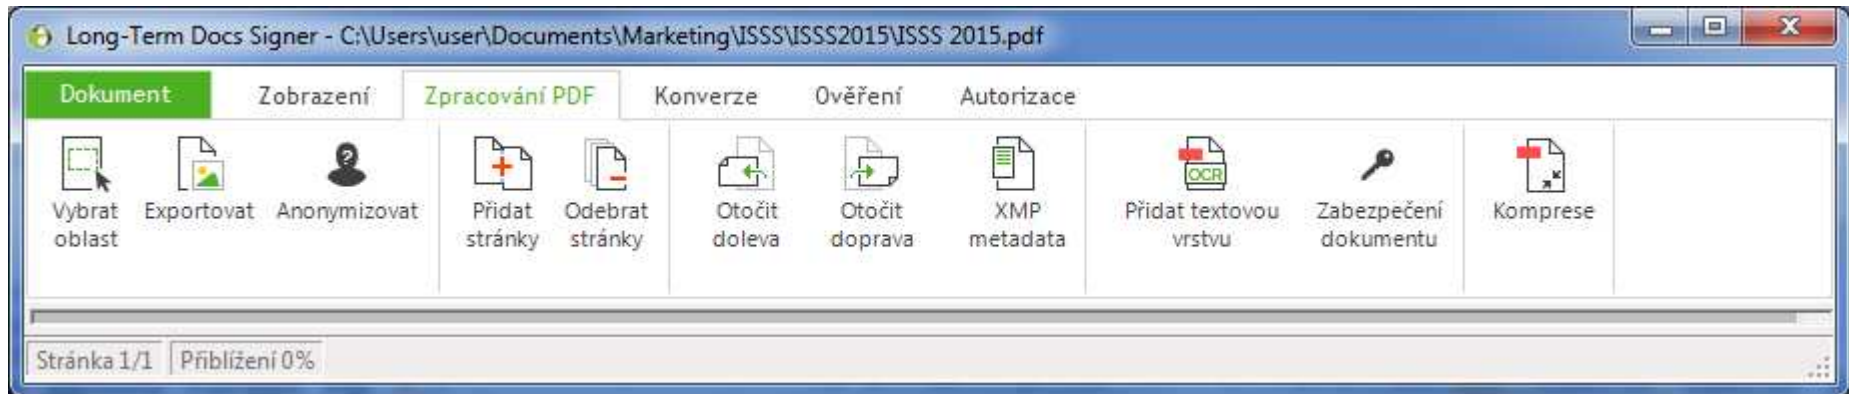 Long-Term Docs Signer - C:\Users\user\Documents\Marketing\ISSS\ISSS2015\ISSS 2015.pdf
Dokument Zobrazení Zpracování PDF Konverze Ověření Autorizace
Vybrat oblast
Exportovat
Anonymizovat
Přidat stránky
Odebrat stránky
Otočit doleva
Otočit doprava
XMP metadata
OCR
Přidat textovou vrstvu
Zabezpečení dokumentu
Komprese
Stránka 1/1 Přiblížení 0%